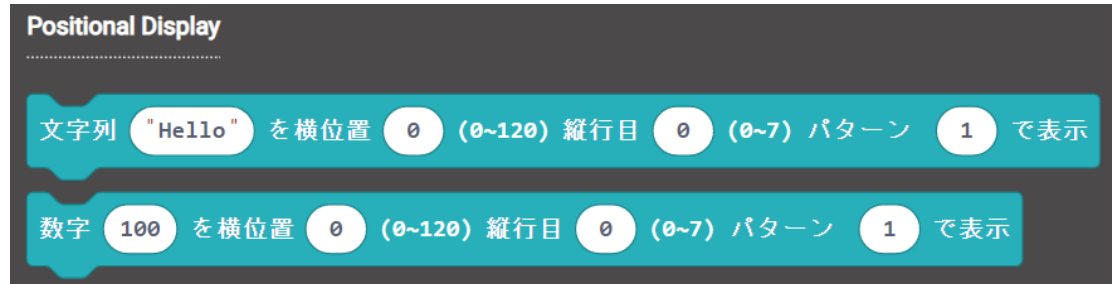 Positional Display
文字列 "Hello" を横位置 0 (0~120) 縦行目 0 (0~7) パターン 1 で表示
数字 100 を横位置 0 (0~120) 縦行目 0 (0~7) パターン 1 で表示